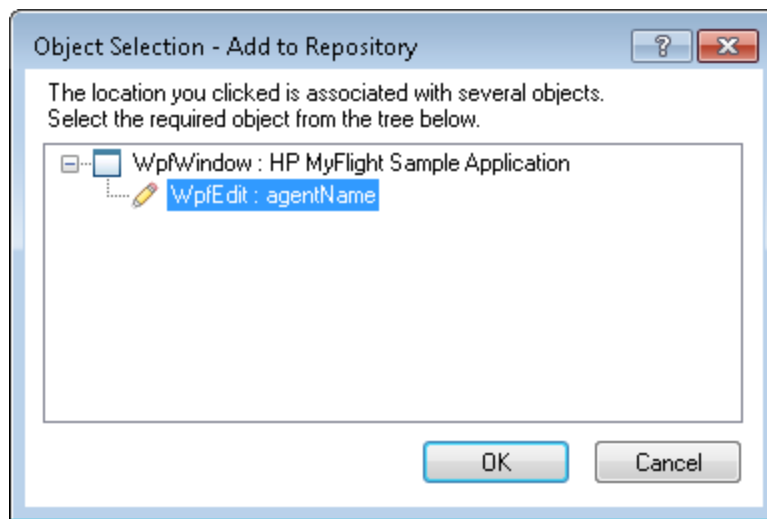 Object Selection - Add to Repository
The location you clicked is associated with several objects.
Select the required object from the tree below.
WpfWindow : HP MyFlight Sample Application
WpfEdit : agentName
OK Cancel